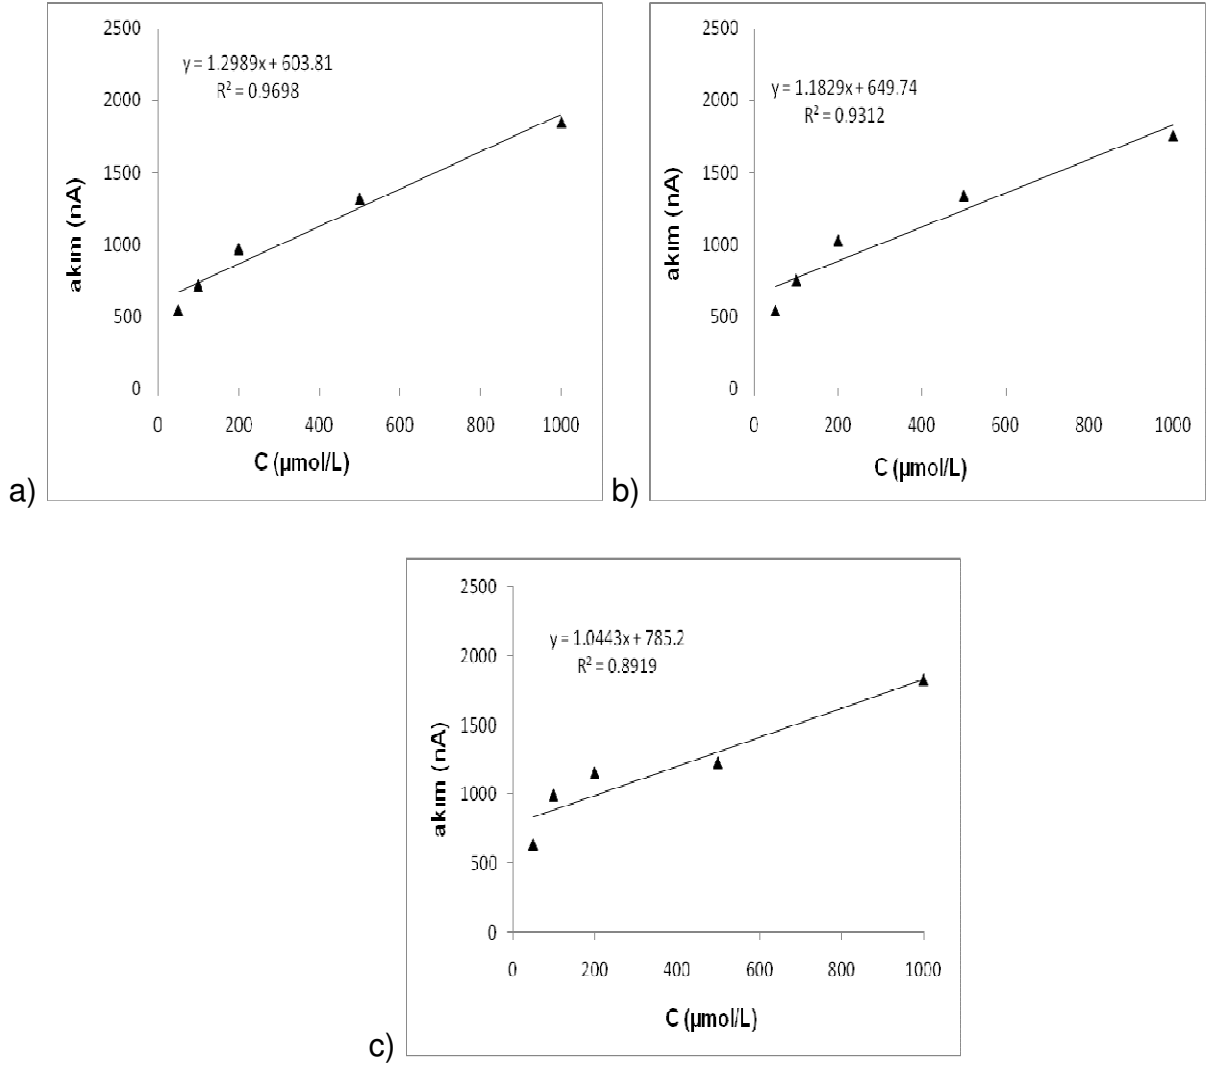 2500
y = 1.2989x + 603.81
R² = 0.9698
2000
1500
1000
500
0
akım (nA)
0 200 400 600 800 1000
C (µmol/L)
a)
2500
y = 1.1829x + 649.74
R² = 0.9312
2000
1500
1000
500
0
akım (nA)
0 200 400 600 800 1000
C (µmol/L)
b)
2500
y = 1.0443x + 785.2
R² = 0.8919
2000
1500
1000
500
0
akım (nA)
0 200 400 600 800 1000
C (µmol/L)
c)